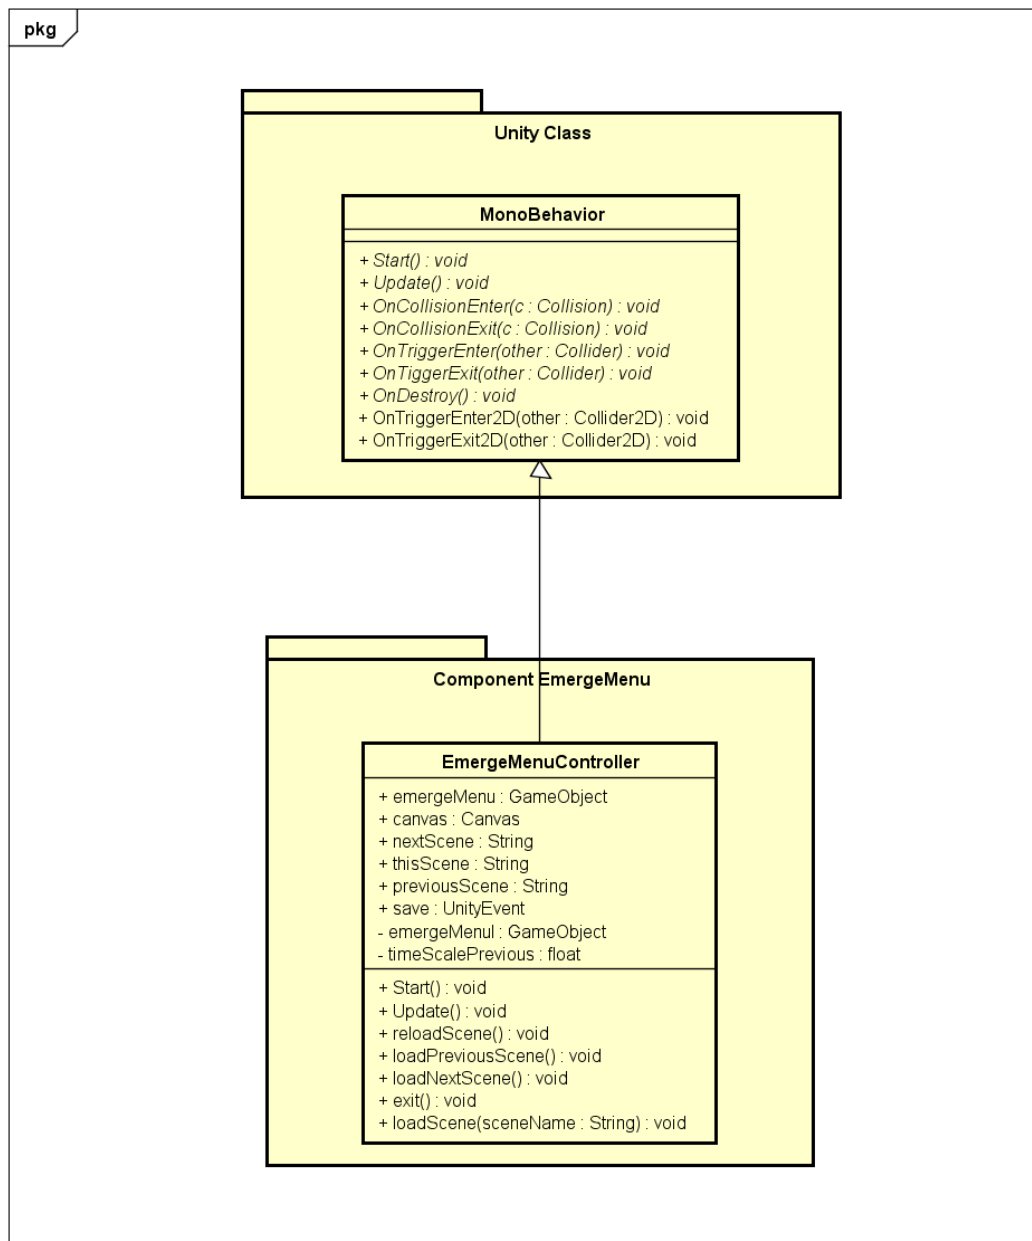 pkg
Unity Class
MonoBehavior
+ Start() : void
+ Update() : void
+ OnCollisionEnter(c : Collision) : void
+ OnCollisionExit(c : Collision) : void
+ OnTriggerEnter(other : Collider) : void
+ OnTiggerExit(other : Collider) : void
+ OnDestroy() : void
+ OnTriggerEnter2D(other : Collider2D) : void
+ OnTriggerExit2D(other : Collider2D) : void
Component EmergeMenu
EmergeMenuController
+ emergeMenu : GameObject
+ canvas : Canvas
+ nextScene : String
+ thisScene : String
+ previousScene : String
+ save : UnityEvent
- emergeMenuI : GameObject
- timeScalePrevious : float
+ Start() : void
+ Update() : void
+ reloadScene() : void
+ loadPreviousScene() : void
+ loadNextScene() : void
+ exit() : void
+ loadScene(sceneName : String) : void